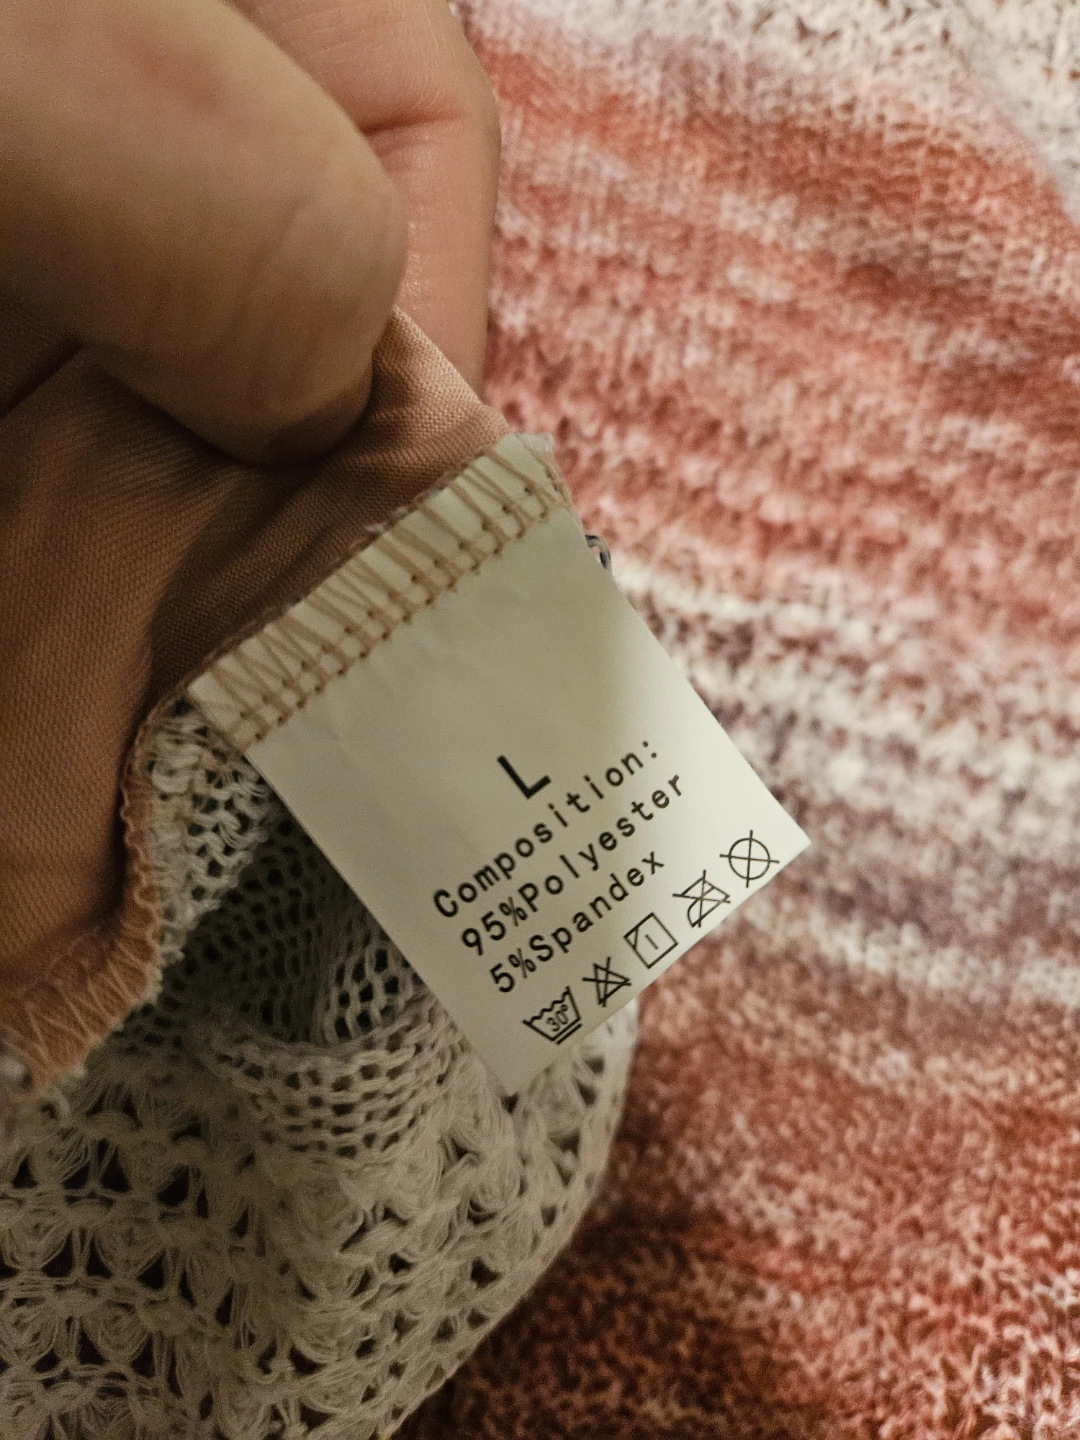 L
Composition:
95%Polyester
5%Spandex
30°